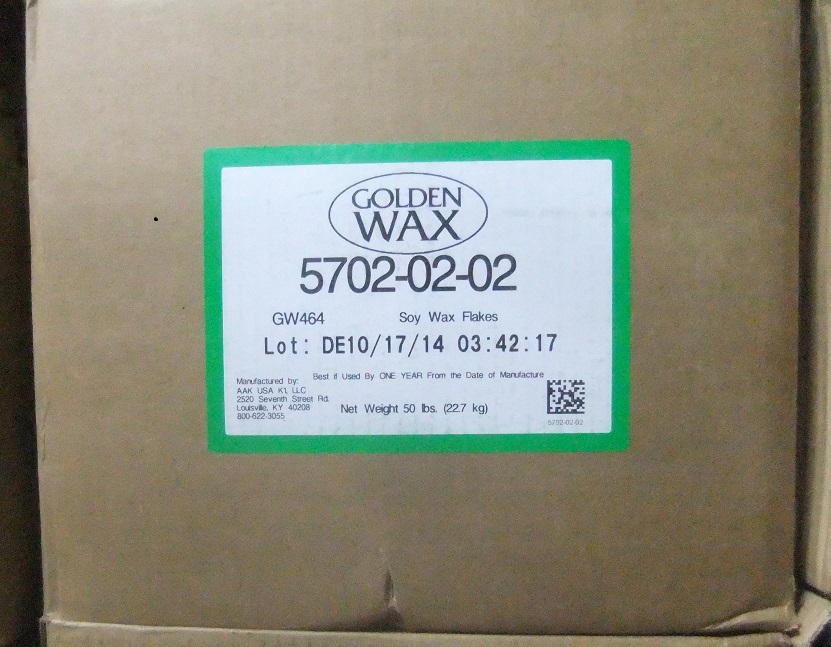 GOLDEN
WAX
5702-02-02
GW464 Soy Wax Flakes
Lot: DE10/17/14 03:42:17
Best if Used By ONE YEAR From the Date of Manufacture
Manufactured by:
AAK USA K1, LLC
2520 Seventh Street Rd.
Louisville, KY 40208
800-622-3055
Net Weight 50 lbs. (22.7 kg)
5702-02-02